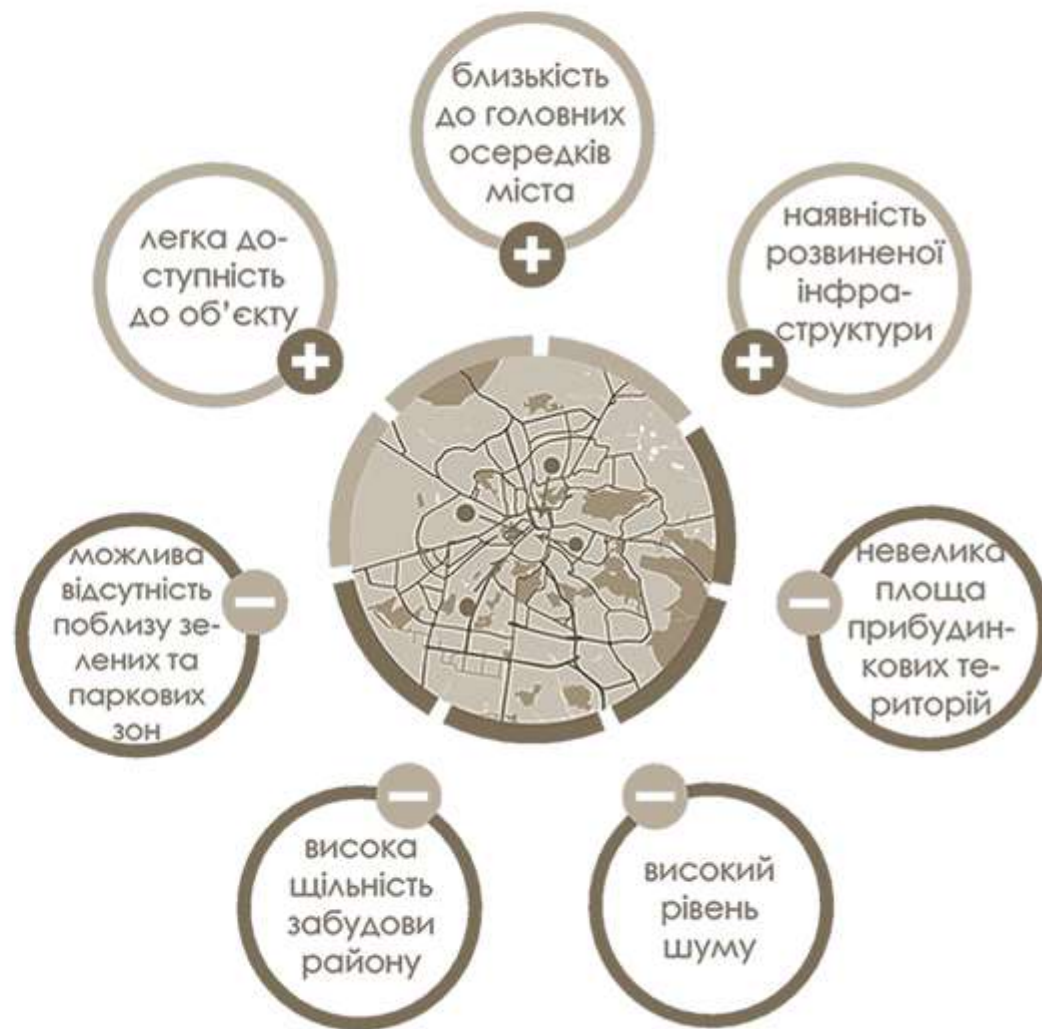 близькість
до головних
осередків
міста
легка до-
ступність
до об’єкту
наявність
розвиненої
інфра-
структури
можлива
відсутність
поблизу зе-
лених та
паркових
зон
невелика
площа
прибудин-
кових те-
риторій
висока
щільність
забудови
району
високий
рівень
шуму